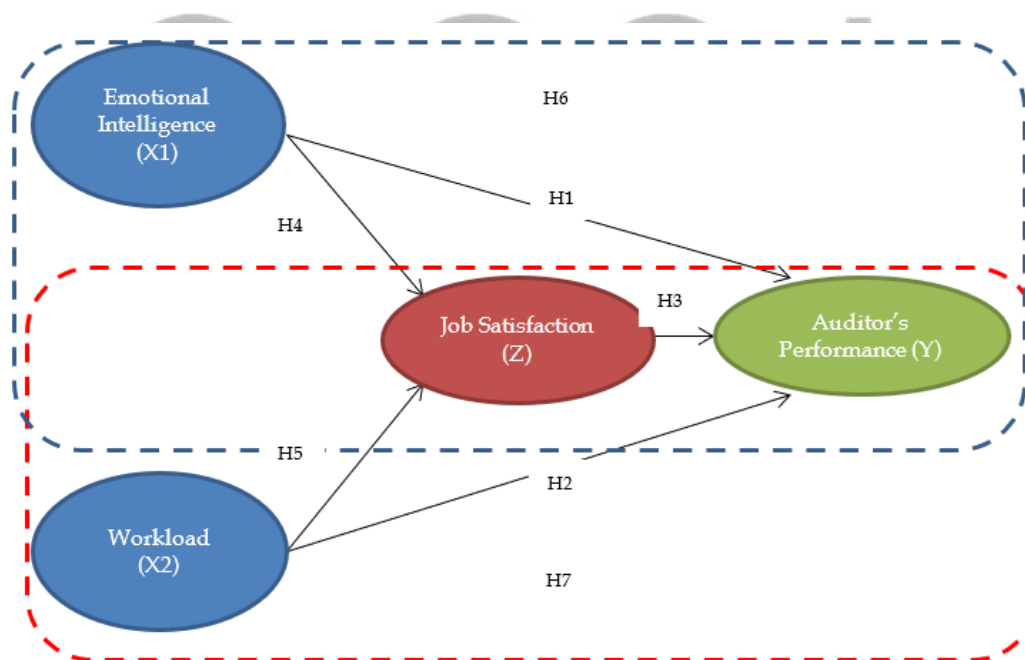 Emotional
Intelligence
(X1)
H6
H1
H4
H3
Job Satisfaction
(Z)
Auditor's
Performance (Y)
H5
H2
Workload
(X2)
H7